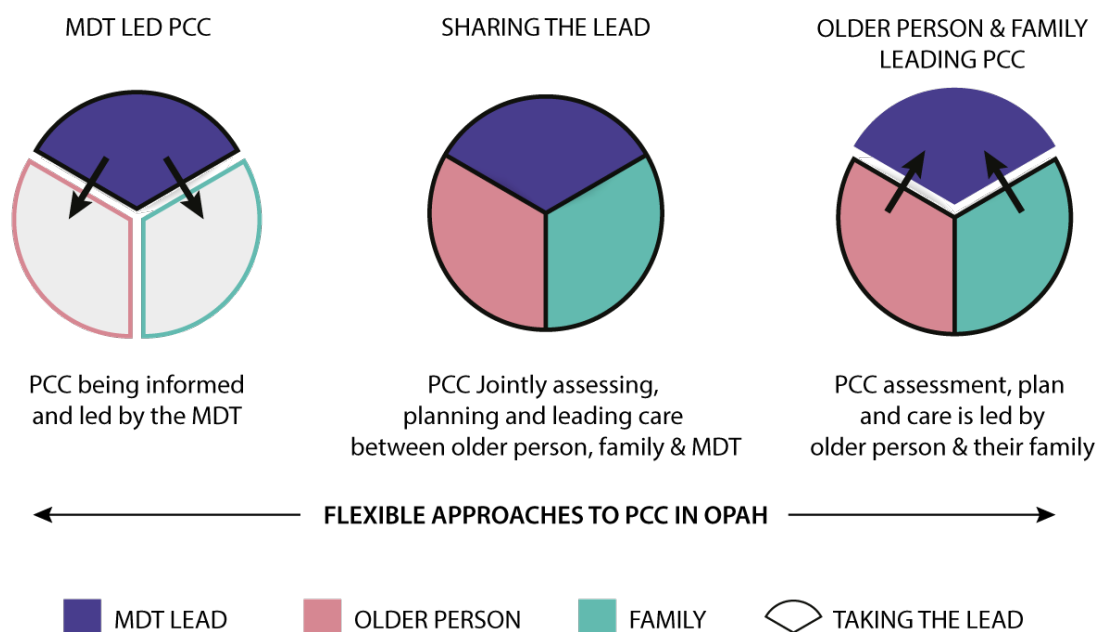 MDT LED PCC
SHARING THE LEAD
OLDER PERSON & FAMILY
LEADING PCC
PCC being informed
and led by the MDT
PCC Jointly assessing,
planning and leading care
between older person, family & MDT
PCC assessment, plan
and care is led by
older person & their family
FLEXIBLE APPROACHES TO PCC IN OPAH
MDT LEAD
OLDER PERSON
FAMILY
TAKING THE LEAD